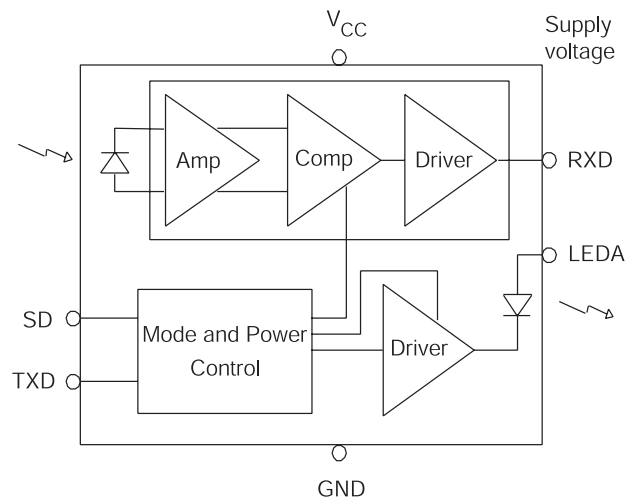 V_CC
Supply
voltage
Amp
Comp
Driver
RXD
LEDA
SD
Mode and Power
Control
Driver
TXD
GND